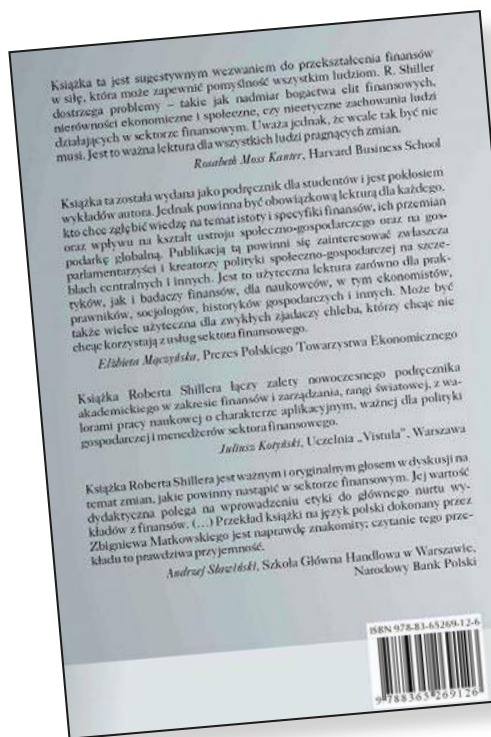 Książka ta jest sugestywnym wezwaniem do przekształcenia finansów
w siłę, która może zapewnić pomyślność wszystkim ludziom. R. Shiller
dostrzega problemy – takie jak nadmiar bogactwa elit finansowych,
nierówności ekonomiczne i społeczne, czy nieetyczne zachowania ludzi
działających w sektorze finansowym. Uważa jednak, że wcale tak być nie
musi. Jest to ważna lektura dla wszystkich ludzi pragnących zmian.
Rosabeth Moss Kanter, Harvard Business School
Książka ta została wydana jako podręcznik dla studentów i jest pokłosiem
wykładów autora. Jednak powinna być obowiązkową lekturą dla każdego,
kto chce zgłębić wiedzę na temat istoty i specyfiki finansów, ich przemian
oraz wpływu na kształt ustroju społeczno-gospodarczego oraz na gos-
podarkę globalną. Publikacją tą powinni się zainteresować zwłaszcza
parlamentarzyści i kreatorzy polityki społeczno-gospodarczej na szcze-
blach centralnych i innych. Jest to użyteczna lektura zarówno dla prak-
tyków, jak i badaczy finansów, dla naukowców, w tym ekonomistów,
prawników, socjologów, historyków gospodarczych i innych. Może być
także wielce użyteczna dla zwykłych zjadaczy chleba, którzy chcąc nie
chcąc korzystają z usług sektora finansowego.
Elżbieta Mączyńska, Prezes Polskiego Towarzystwa Ekonomicznego
Książka Roberta Shillera łączy zalety nowoczesnego podręcznika
akademickiego w zakresie finansów i zarządzania, rangi światowej, z wa-
lorami pracy naukowej o charakterze aplikacyjnym, ważnej dla polityki
gospodarczej i menedżerów sektora finansowego.
Juliusz Kotyński, Uczelnia „Vistula”, Warszawa
Książka Roberta Shillera jest ważnym i oryginalnym głosem w dyskusji na
temat zmian, jakie powinny nastąpić w sektorze finansowym. Jej wartość
dydaktyczna polega na wprowadzeniu etyki do głównego nurtu wy-
kładów z finansów. (…) Przekład książki na język polski dokonany przez
Zbigniewa Matkowskiego jest naprawdę znakomity; czytanie tego prze-
kładu to prawdziwa przyjemność.
Andrzej Sławiński, Szkoła Główna Handlowa w Warszawie,
Narodowy Bank Polski
ISBN 978-83-65269-12-6
9 788365 269126